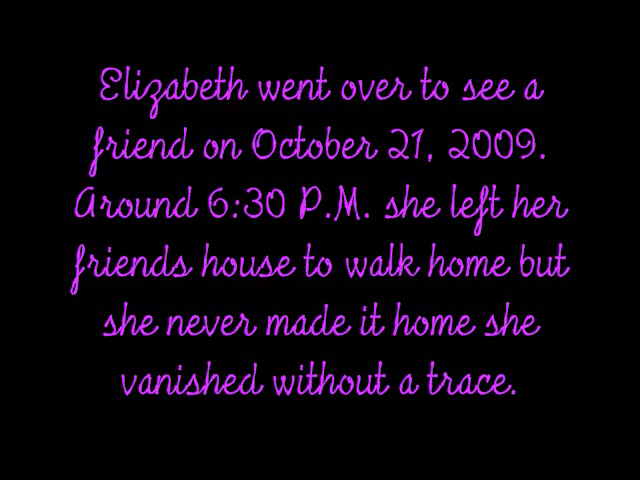 Elizabeth went over to see a
friend on October 21, 2009.
Around 6:30 P.M. she left her
friends house to walk home but
she never made it home she
vanished without a trace.